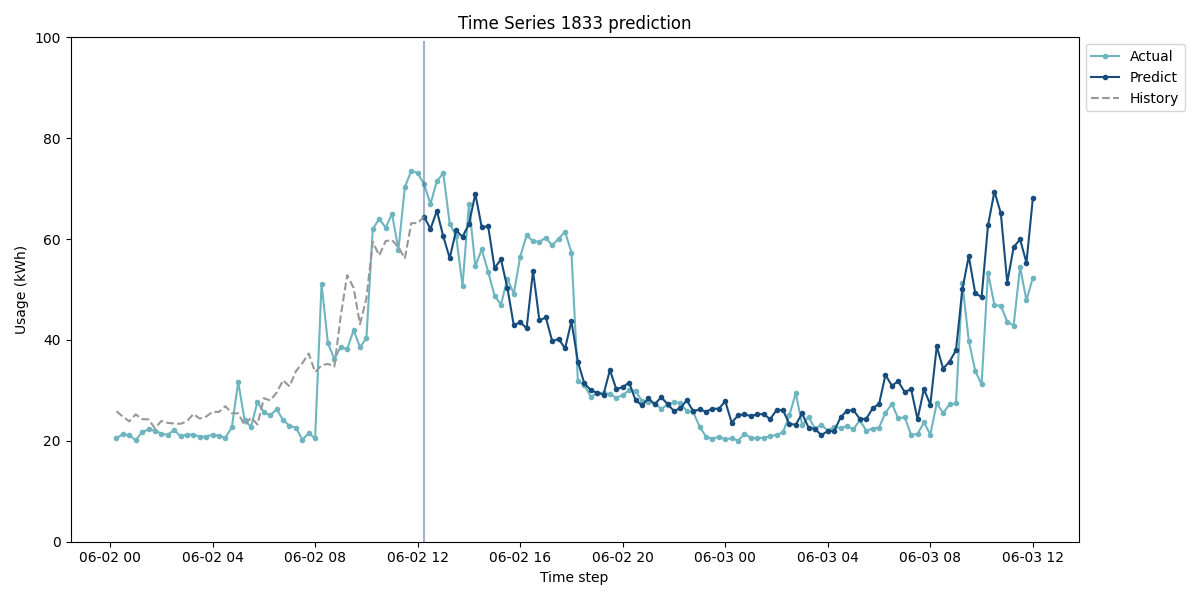 Time Series 1833 prediction
100
80
60
40
20
0
Usage (kWh)
06-02 00
06-02 04
06-02 08
06-02 12
06-02 16
06-02 20
06-03 00
06-03 04
06-03 08
06-03 12
Time step
Actual
Predict
History